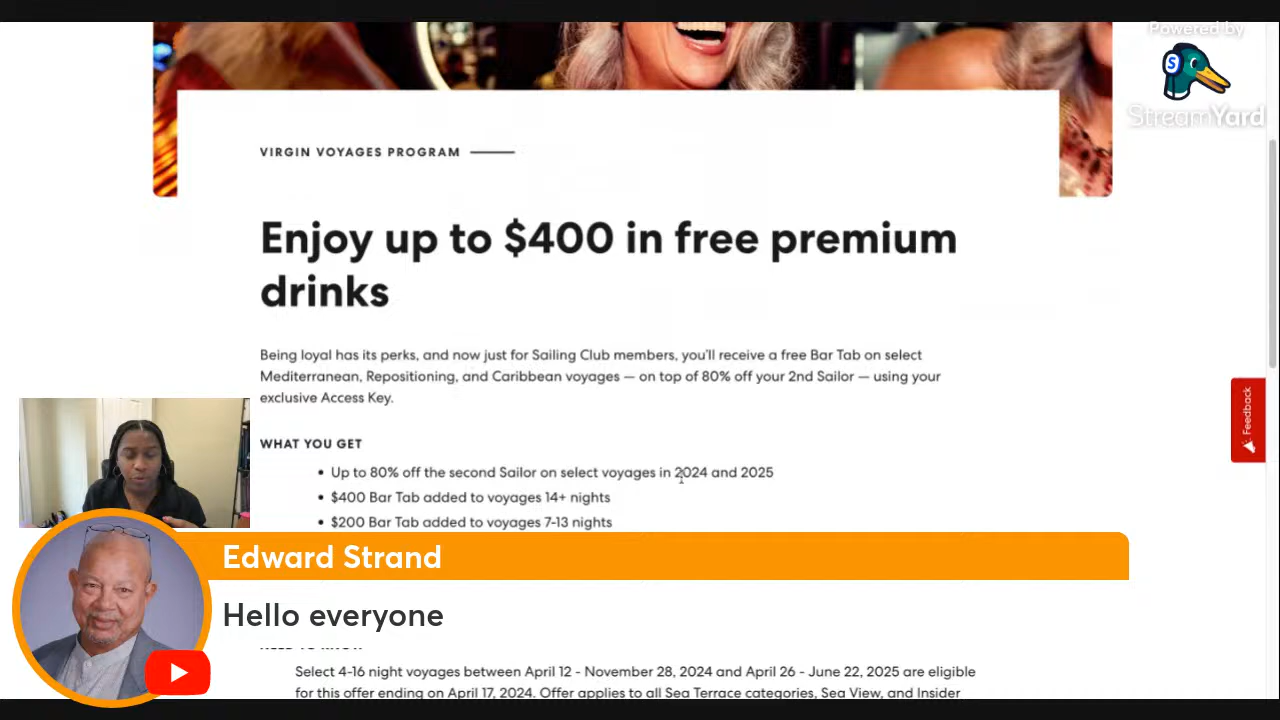 Powered by
StreamYard
VIRGIN VOYAGES PROGRAM
Enjoy up to $400 in free premium
drinks
Being loyal has its perks, and now just for Sailing Club members, you'll receive a free Bar Tab on select
Mediterranean, Repositioning, and Caribbean voyages — on top of 80% off your 2nd Sailor — using your
exclusive Access Key.
WHAT YOU GET
• Up to 80% off the second Sailor on select voyages in 2024 and 2025
• $400 Bar Tab added to voyages 14+ nights
• $200 Bar Tab added to voyages 7-13 nights
Feedback
Edward Strand
Hello everyone
Select 4-16 night voyages between April 12 - November 28, 2024 and April 26 - June 22, 2025 are eligible
for this offer ending on April 17, 2024. Offer applies to all Sea Terrace categories, Sea View, and Insider